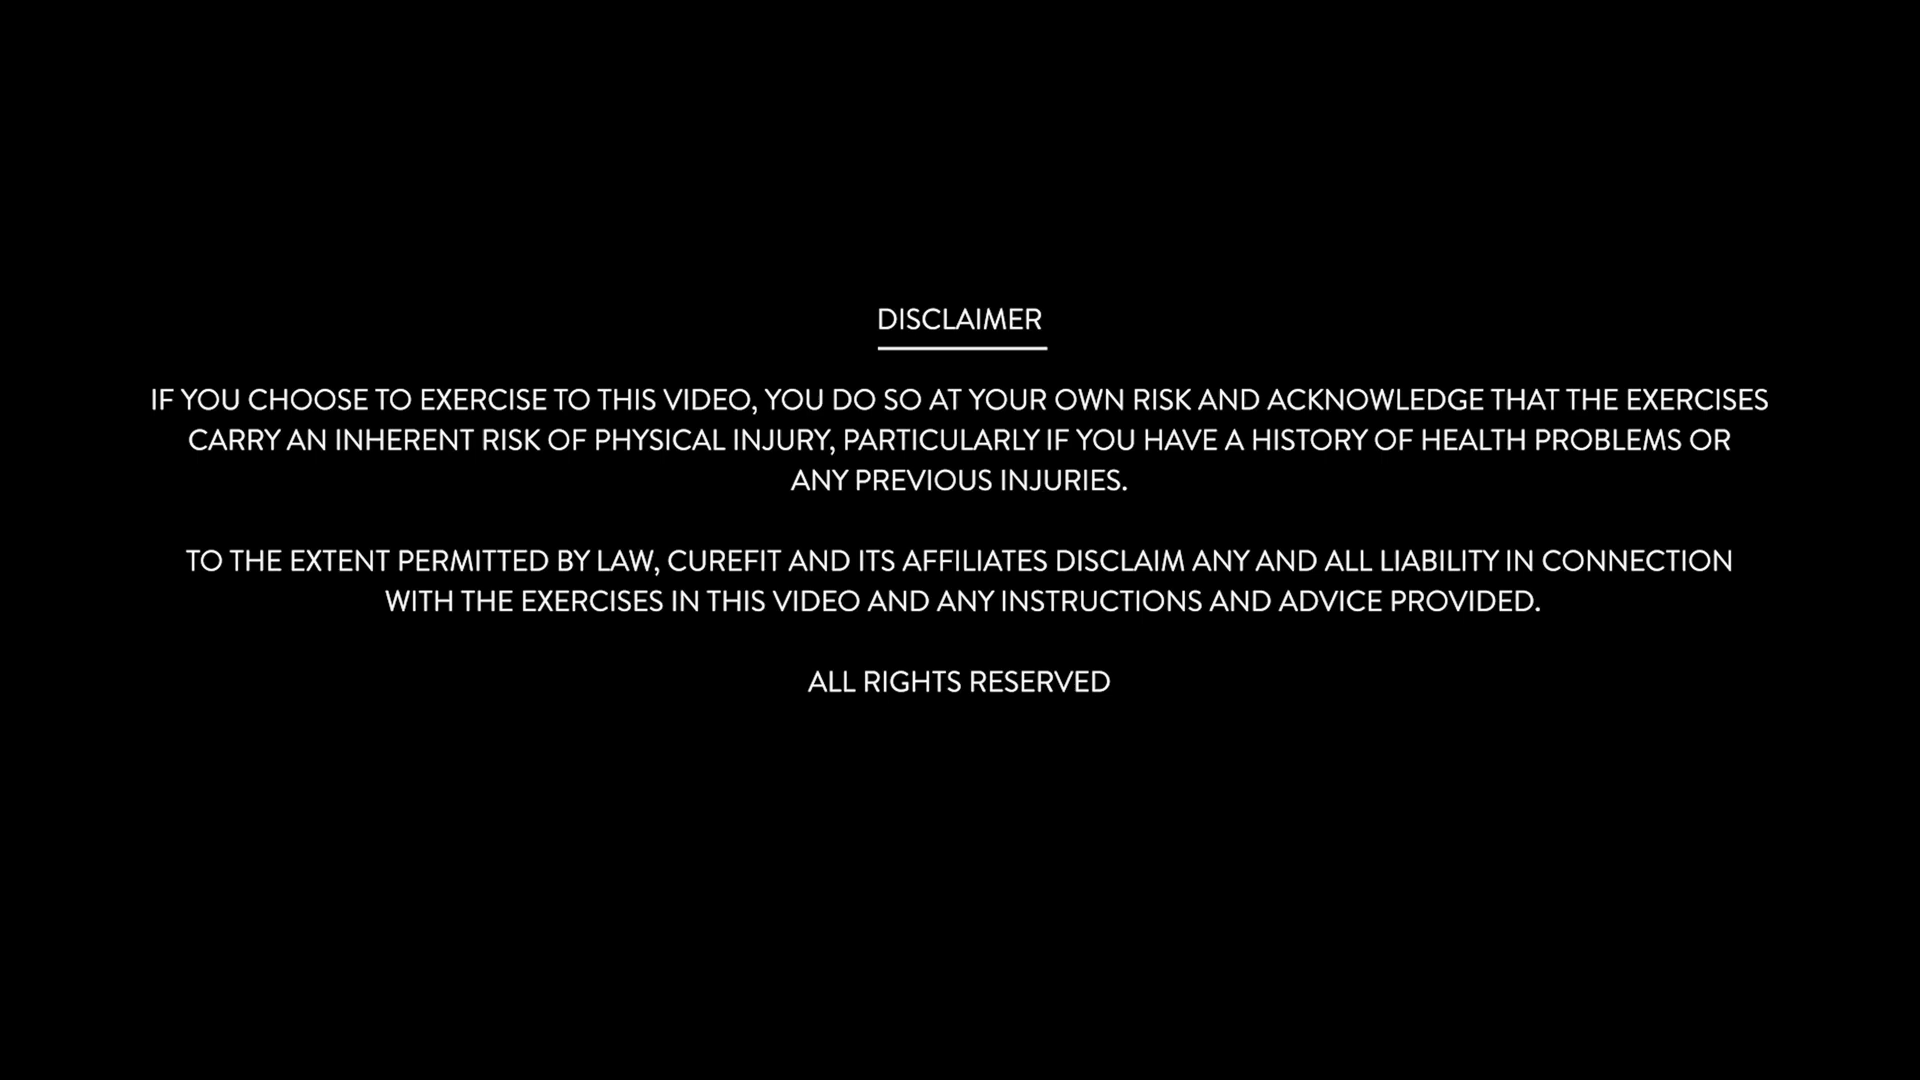 DISCLAIMER
IF YOU CHOOSE TO EXERCISE TO THIS VIDEO, YOU DO SO AT YOUR OWN RISK AND ACKNOWLEDGE THAT THE EXERCISES
CARRY AN INHERENT RISK OF PHYSICAL INJURY, PARTICULARLY IF YOU HAVE A HISTORY OF HEALTH PROBLEMS OR
ANY PREVIOUS INJURIES.
TO THE EXTENT PERMITTED BY LAW, CUREFIT AND ITS AFFILIATES DISCLAIM ANY AND ALL LIABILITY IN CONNECTION
WITH THE EXERCISES IN THIS VIDEO AND ANY INSTRUCTIONS AND ADVICE PROVIDED.
ALL RIGHTS RESERVED